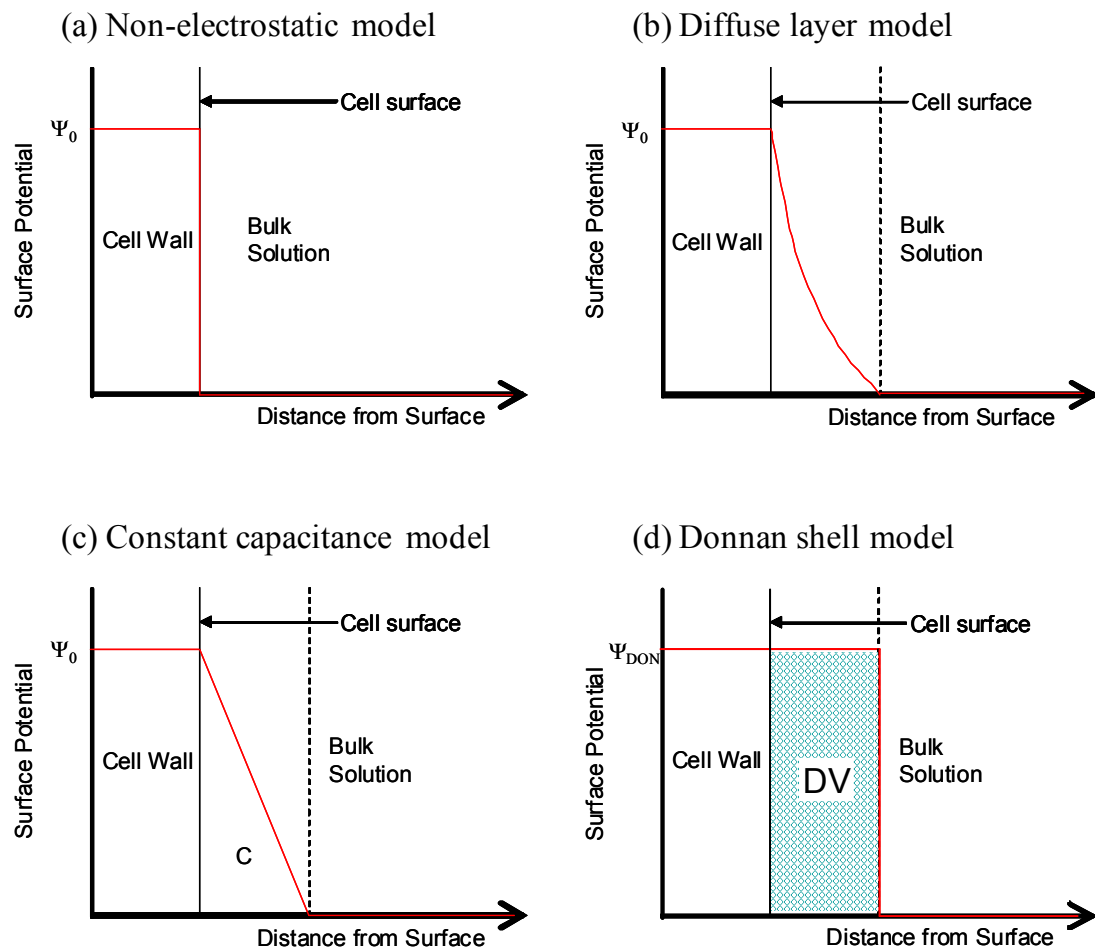 (a) Non-electrostatic model
Cell surface
Ψ0
Surface Potential
Cell Wall
Bulk
Solution
Distance from Surface
(b) Diffuse layer model
Cell surface
Ψ0
Surface Potential
Cell Wall
Bulk
Solution
Distance from Surface
(c) Constant capacitance model
Cell surface
Ψ0
Surface Potential
Cell Wall
Bulk
Solution
C
Distance from Surface
(d) Donnan shell model
Cell surface
ΨDON
Surface Potential
Cell Wall
DV
Bulk
Solution
Distance from Surface